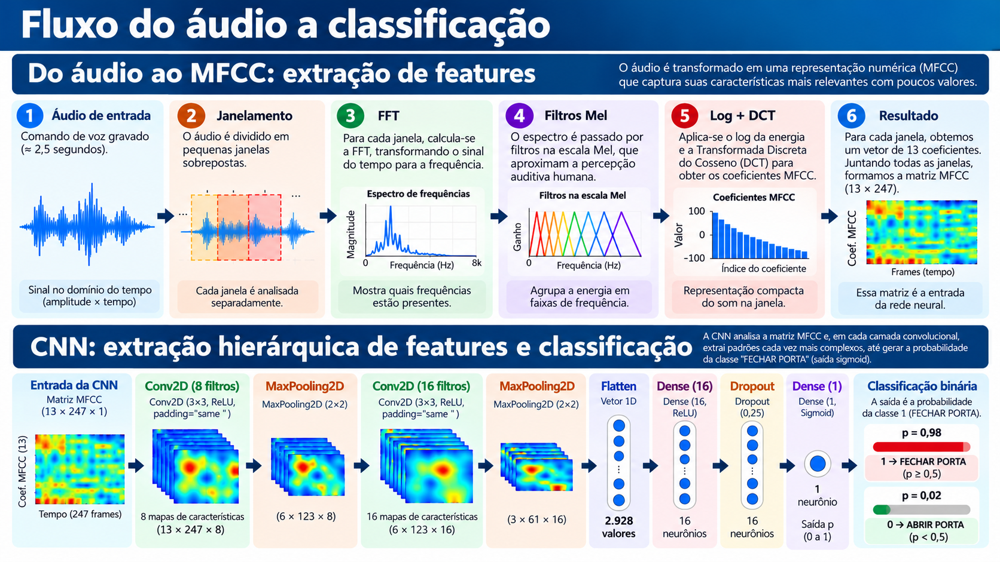 Fluxo do áudio a classificação
Do áudio ao MFCC: extração de features
O áudio é transformado em uma representação numérica (MFCC)
que captura suas características mais relevantes com poucos valores.
1 Áudio de entrada
Comando de voz gravado
(≈ 2,5 segundos).
Sinal no domínio do tempo
(amplitude × tempo)
2 Janelamento
O áudio é dividido em
pequenas janelas
sobrepostas.
...
...
Cada janela é analisada
separadamente.
3 FFT
Para cada janela, calcula-se
a FFT, transformando o sinal
do tempo para a frequência.
Espectro de frequências
Magnitude
0 Frequência (Hz) 8k
Mostra quais frequências
estão presentes.
4 Filtros Mel
O espectro é passado por
filtros na escala Mel, que
aproximam a percepção
auditiva humana.
Filtros na escala Mel
Ganho
0 Frequência (Hz)
Agrupa a energia em
faixas de frequência.
5 Log + DCT
Aplica-se o log da energia
e a Transformada Discreta
do Cosseno (DCT) para
obter os coeficientes MFCC.
Coeficientes MFCC
Valor
100
0
-100
Índice do coeficiente
Representação compacta
do som na janela.
6 Resultado
Para cada janela, obtemos
um vetor de 13 coeficientes.
Juntando todas as janelas,
formamos a matriz MFCC
(13 × 247).
Coef. MFCC
Frames (tempo)
Essa matriz é a entrada
da rede neural.
CNN: extração hierárquica de features e classificação
A CNN analisa a matriz MFCC e, em cada camada convolucional,
extrai padrões cada vez mais complexos, até gerar a probabilidade
da classe "FECHAR PORTA" (saída sigmoid).
Entrada da CNN
Matriz MFCC
(13 × 247 × 1)
Coef. MFCC (13)
Tempo (247 frames)
Conv2D (8 filtros)
Conv2D (3×3, ReLU,
padding="same ")
8 mapas de características
(13 × 247 × 8)
MaxPooling2D
MaxPooling2D (2×2)
(6 × 123 × 8)
Conv2D (16 filtros)
Conv2D (3×3, ReLU,
padding="same ")
16 mapas de características
(6 × 123 × 16)
MaxPooling2D
MaxPooling2D (2×2)
(3 × 61 × 16)
Flatten
Vetor 1D
2.928
valores
Dense (16)
Dense (16,
ReLU)
16
neurônios
Dropout
Dropout
(0,25)
16
neurônios
Dense (1)
Dense (1,
Sigmoid)
1
neurônio
Saída p
(0 a 1)
Classificação binária
A saída é a probabilidade
da classe 1 (FECHAR PORTA).
p = 0,98
1 → FECHAR PORTA
(p ≥ 0,5)
p = 0,02
0 → ABRIR PORTA
(p < 0,5)